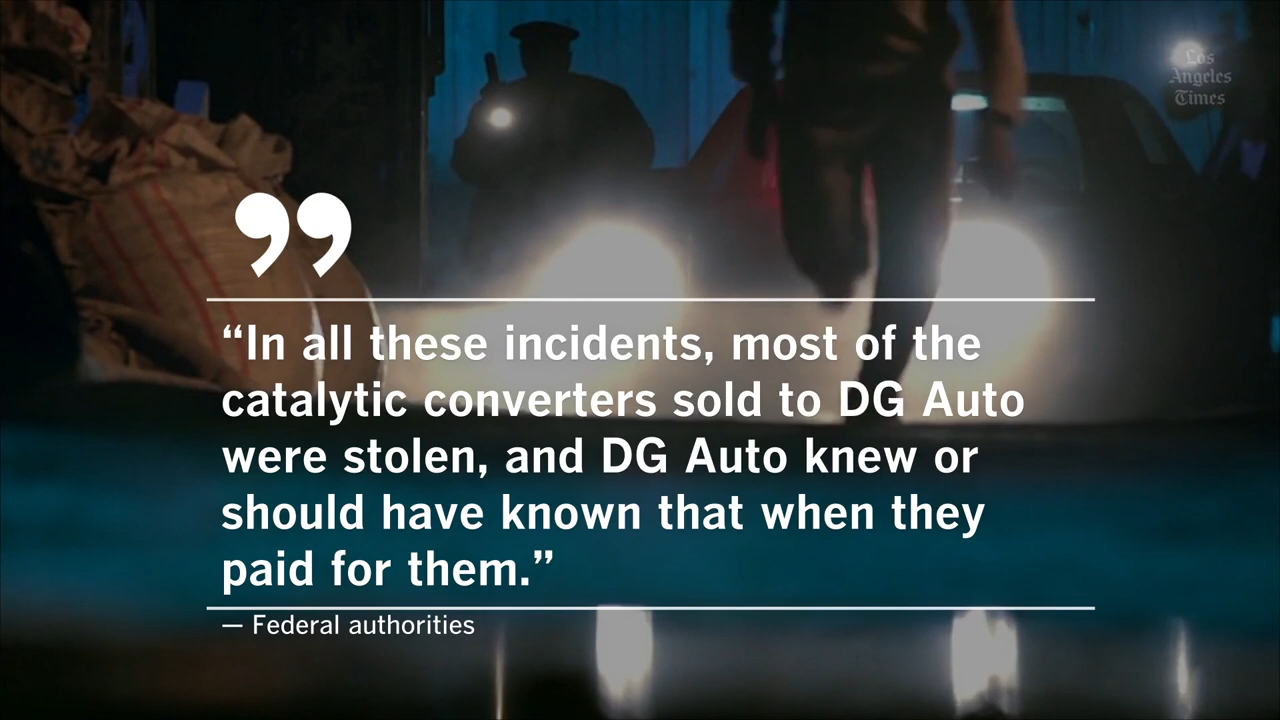 Los
Angeles
Times
”
“In all these incidents, most of the
catalytic converters sold to DG Auto
were stolen, and DG Auto knew or
should have known that when they
paid for them.”
— Federal authorities